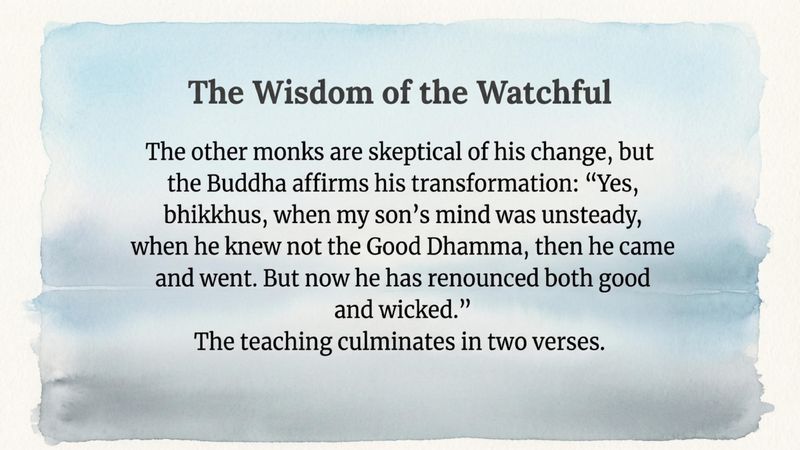 The Wisdom of the Watchful
The other monks are skeptical of his change, but
the Buddha affirms his transformation: “Yes,
bhikkhus, when my son’s mind was unsteady,
when he knew not the Good Dhamma, then he came
and went. But now he has renounced both good
and wicked.”
The teaching culminates in two verses.